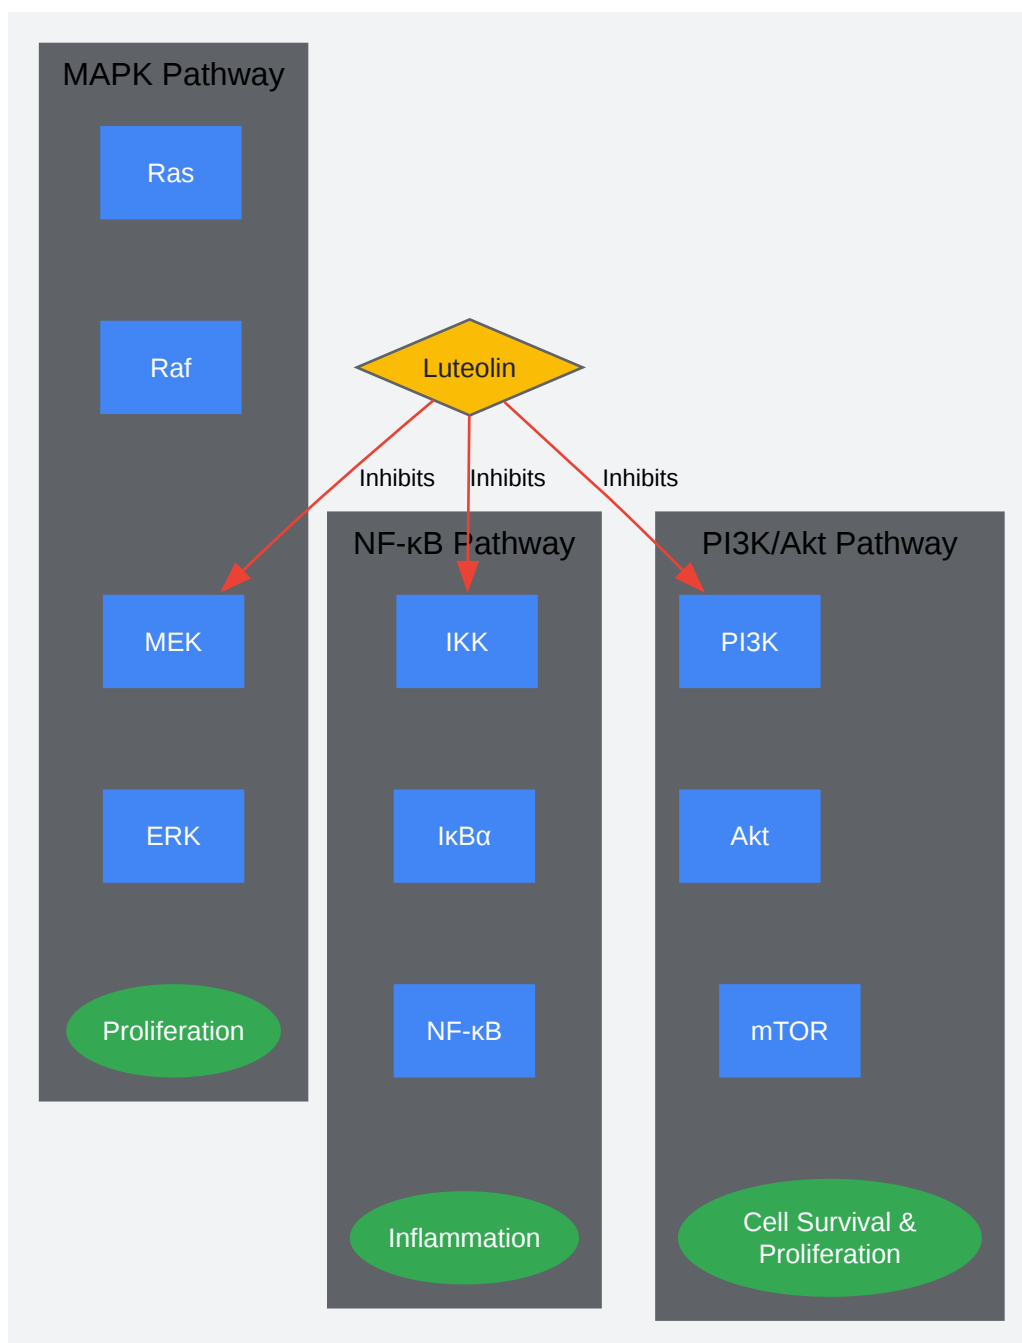 MAPK Pathway
Ras
Raf
Luteolin
Inhibits
Inhibits
Inhibits
NF-κB Pathway
PI3K/Akt Pathway
MEK
IKK
PI3K
ERK
IκBα
Akt
Proliferation
NF-κB
mTOR
Inflammation
Cell Survival &
Proliferation